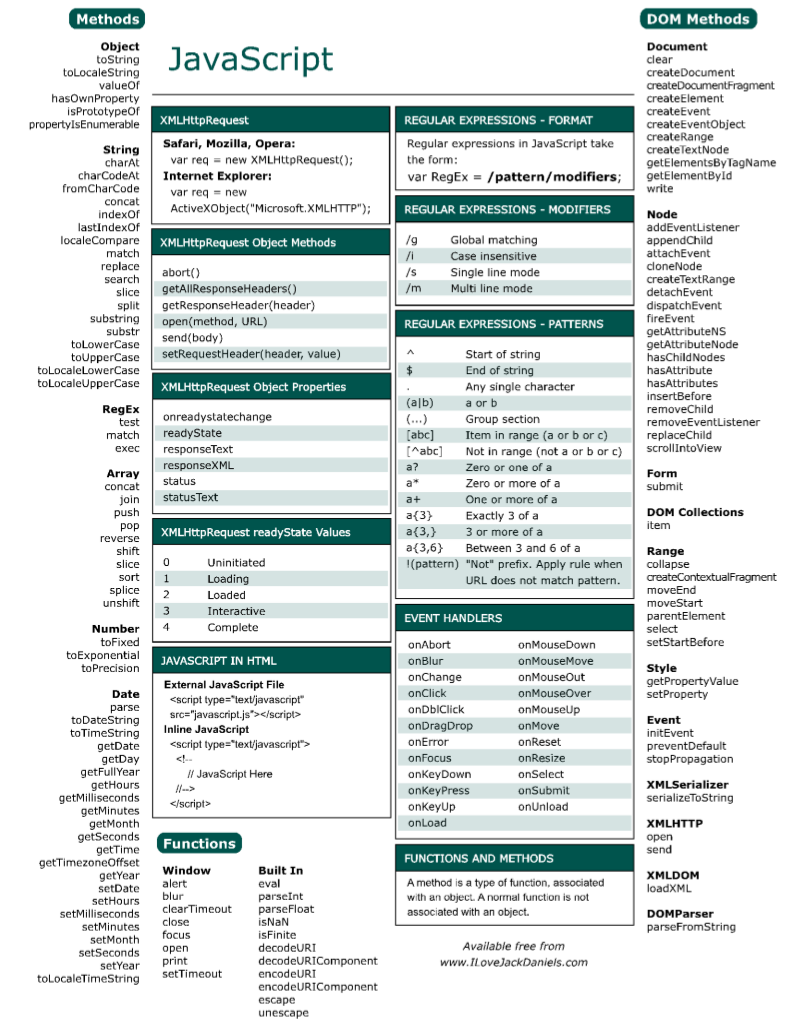 Methods
Object
toString
toLocaleString
valueOf
hasOwnProperty
isPrototypeOf
propertyIsEnumerable
String
charAt
charCodeAt
fromCharCode
concat
indexOf
lastIndexOf
localeCompare
match
replace
search
slice
split
substring
substr
toLowerCase
toUpperCase
toLocaleLowerCase
toLocaleUpperCase
RegEx
test
match
exec
Array
concat
join
push
pop
reverse
shift
slice
sort
splice
unshift
Number
toFixed
toExponential
toPrecision
Date
parse
toDateString
toTimeString
getDate
getDay
getFullYear
getHours
getMilliseconds
getMinutes
getMonth
getSeconds
getTime
getTimezoneOffset
getYear
setDate
setHours
setMilliseconds
setMinutes
setMonth
setSeconds
setYear
toLocaleTimeString
JavaScript
XMLHttpRequest
Safari, Mozilla, Opera:
var req = new XMLHttpRequest();
Internet Explorer:
var req = new
ActiveXObject("Microsoft.XMLHTTP");
XMLHttpRequest Object Methods
abort()
getAllResponseHeaders()
getResponseHeader(header)
open(method, URL)
send(body)
setRequestHeader(header, value)
XMLHttpRequest Object Properties
onreadystatechange
readyState
responseText
responseXML
status
statusText
XMLHttpRequest readyState Values
0 Uninitiated
1 Loading
2 Loaded
3 Interactive
4 Complete
JAVASCRIPT IN HTML
External JavaScript File
<script type="text/javascript"
src="javascript.js"></script>
Inline JavaScript
<script type="text/javascript">
<!--
// JavaScript Here
//-->
</script>
Functions
Window
alert
blur
clearTimeout
close
focus
open
print
setTimeout
Built In
eval
parseInt
parseFloat
isNaN
isFinite
decodeURI
decodeURIComponent
encodeURI
encodeURIComponent
escape
unescape
REGULAR EXPRESSIONS - FORMAT
Regular expressions in JavaScript take
the form:
var RegEx = /pattern/modifiers;
REGULAR EXPRESSIONS - MODIFIERS
/g Global matching
/i Case insensitive
/s Single line mode
/m Multi line mode
REGULAR EXPRESSIONS - PATTERNS
^ Start of string
$ End of string
. Any single character
(a|b) a or b
(...) Group section
[abc] Item in range (a or b or c)
[^abc] Not in range (not a or b or c)
a? Zero or one of a
a* Zero or more of a
a+ One or more of a
a{3} Exactly 3 of a
a{3,} 3 or more of a
a{3,6} Between 3 and 6 of a
!(pattern) "Not" prefix. Apply rule when
URL does not match pattern.
EVENT HANDLERS
onAbort onMouseDown
onBlur onMouseMove
onChange onMouseOut
onClick onMouseOver
onDblClick onMouseUp
onDragDrop onMove
onError onReset
onFocus onResize
onKeyDown onSelect
onKeyPress onSubmit
onKeyUp onUnload
onLoad
FUNCTIONS AND METHODS
A method is a type of function, associated
with an object. A normal function is not
associated with an object.
Available free from
www.ILoveJackDaniels.com
DOM Methods
Document
clear
createDocument
createDocumentFragment
createElement
createEvent
createEventObject
createRange
createTextNode
getElementsByTagName
getElementById
write
Node
addEventListener
appendChild
attachEvent
cloneNode
createTextRange
detachEvent
dispatchEvent
fireEvent
getAttributeNS
getAttributeNode
hasChildNodes
hasAttribute
hasAttributes
insertBefore
removeChild
removeEventListener
replaceChild
scrollIntoView
Form
submit
DOM Collections
item
Range
collapse
createContextualFragment
moveEnd
moveStart
parentElement
select
setStartBefore
Style
getPropertyValue
setProperty
Event
initEvent
preventDefault
stopPropagation
XMLSerializer
serializeToString
XMLHTTP
open
send
XMLDOM
loadXML
DOMParser
parseFromString